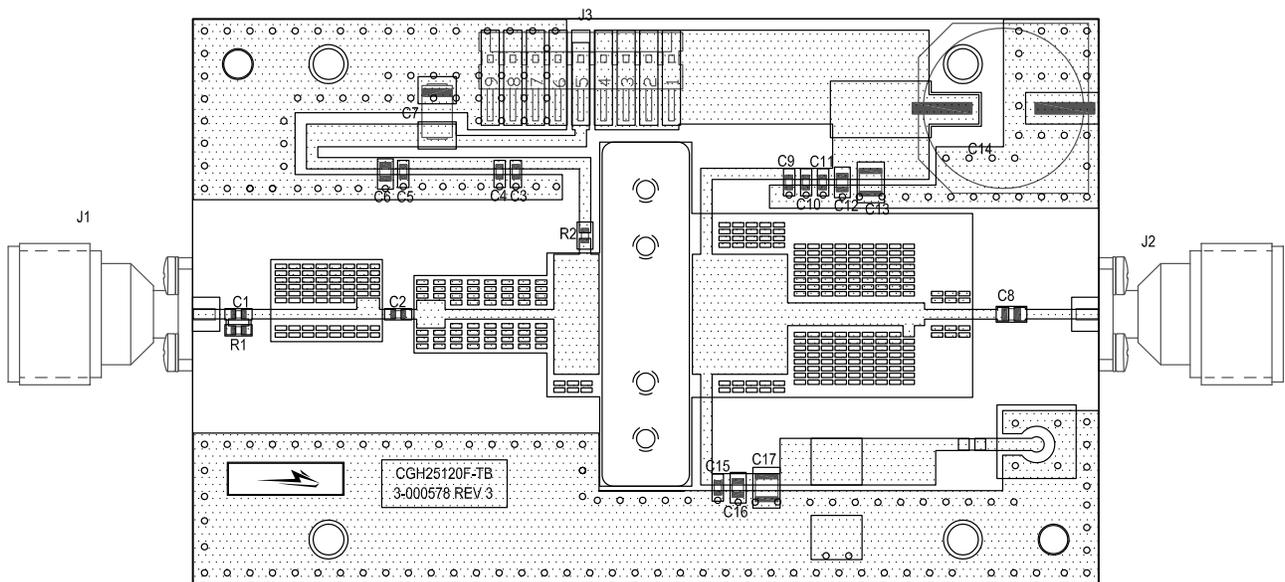 J3
9 8 7 6 5 4 3 2 1
C7
C14
C9 C11
C6 C5 C4 C3
C10 C12 C13
J1
R2
J2
C1 C2 C8
R1
CGH25120F-TB
3-000578 REV 3
C15 C17
C16